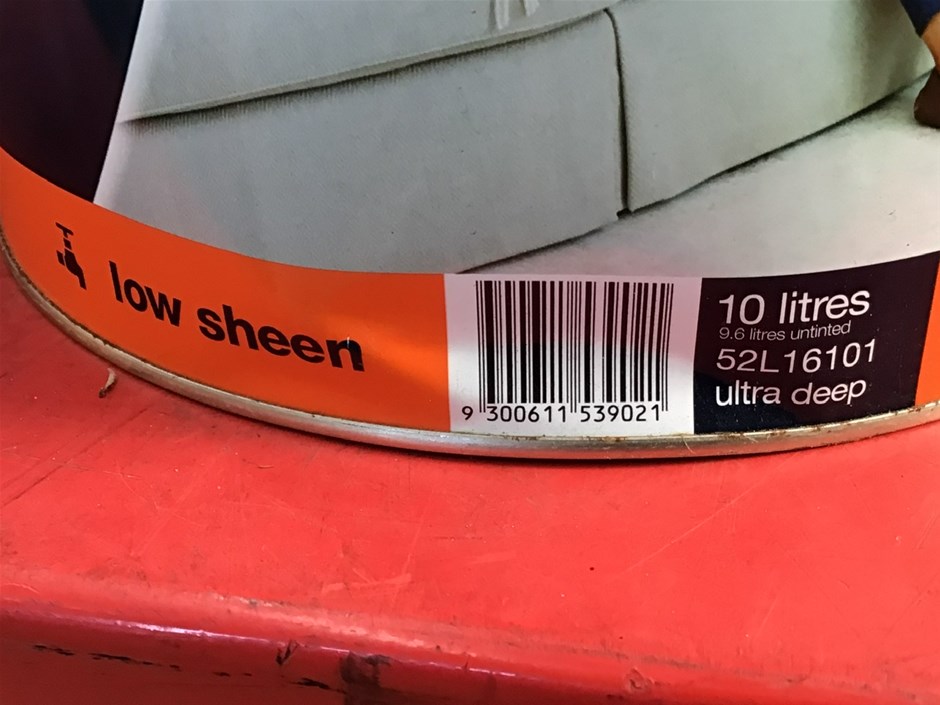 low sheen
9 300611 539021
10 litres
9.6 litres untinted
52L16101
ultra deep